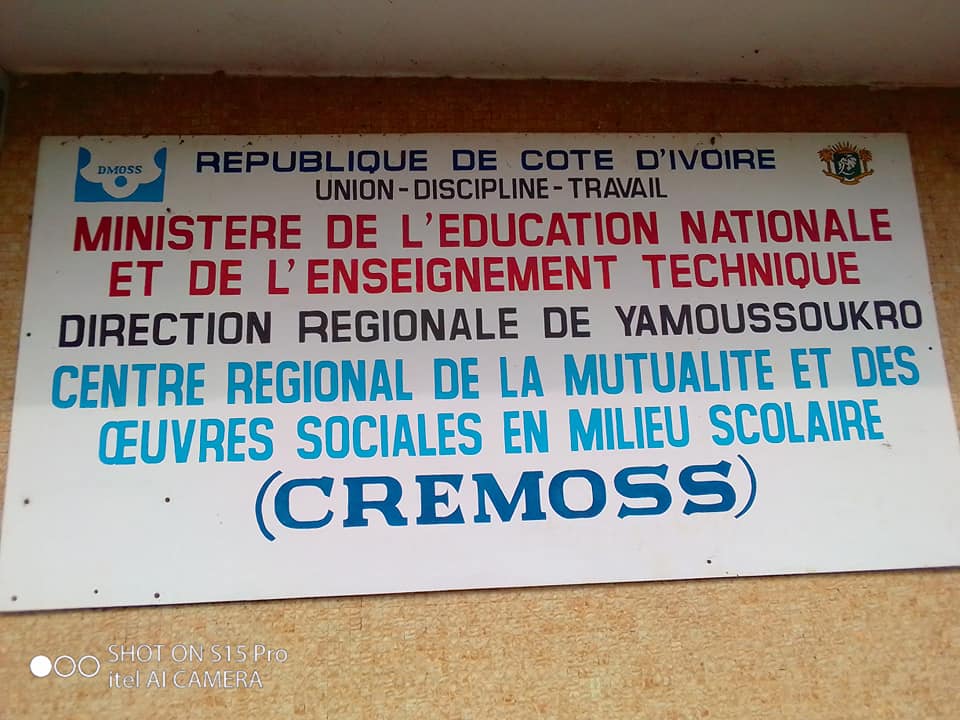 DMOSS
REPUBLIQUE DE COTE D'IVOIRE
UNION - DISCIPLINE - TRAVAIL
MINISTERE DE L'EDUCATION NATIONALE
ET DE L'ENSEIGNEMENT TECHNIQUE
DIRECTION REGIONALE DE YAMOUSSOUKRO
CENTRE REGIONAL DE LA MUTUALITE ET DES
ŒUVRES SOCIALES EN MILIEU SCOLAIRE
(CREMOSS)
SHOT ON S15 Pro
itel AI CAMERA